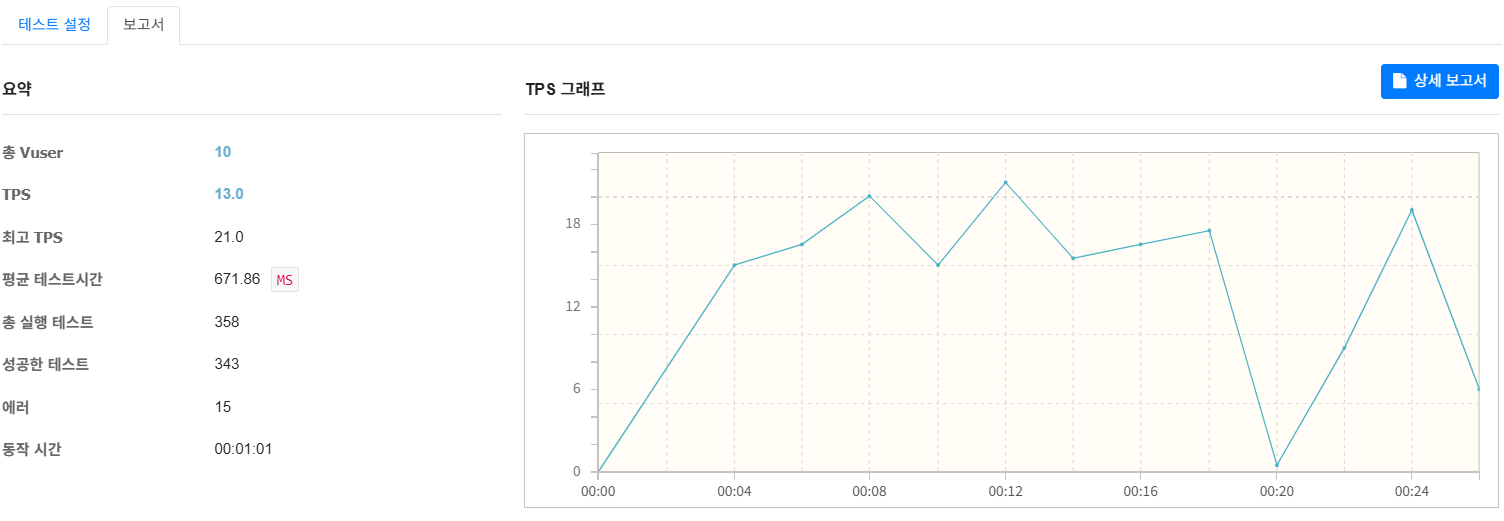 테스트 설정
보고서
요약
총 Vuser 10
TPS 13.0
최고 TPS 21.0
평균 테스트시간 671.86 MS
총 실행 테스트 358
성공한 테스트 343
에러 15
동작 시간 00:01:01
TPS 그래프
상세 보고서
18
12
6
0
00:00 00:04 00:08 00:12 00:16 00:20 00:24